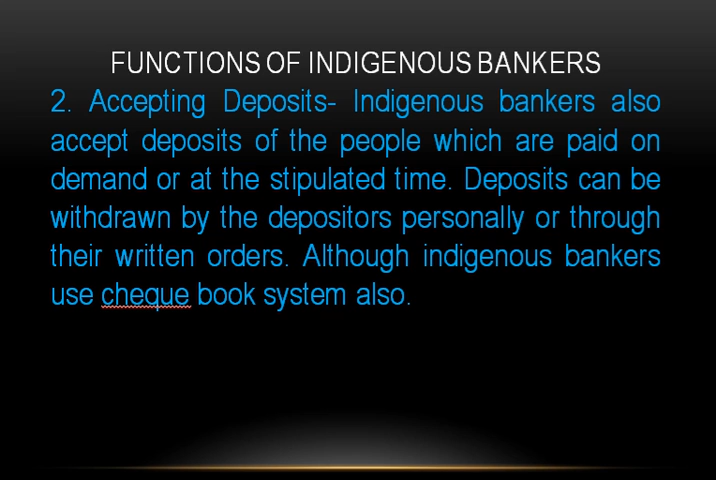 FUNCTIONS OF INDIGENOUS BANKERS
2. Accepting Deposits- Indigenous bankers also
accept deposits of the people which are paid on
demand or at the stipulated time. Deposits can be
withdrawn by the depositors personally or through
their written orders. Although indigenous bankers
use cheque book system also.